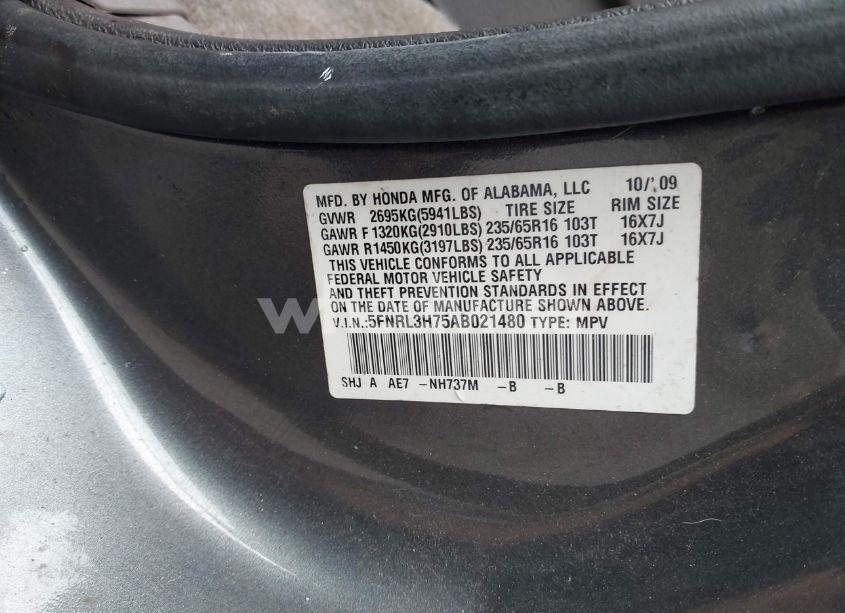 MFD. BY HONDA MFG. OF ALABAMA, LLC 10/'09
GVWR 2695KG(5941LBS) TIRE SIZE RIM SIZE
GAWR F 1320KG(2910LBS) 235/65R16 103T 16X7J
GAWR R1450KG(3197LBS) 235/65R16 103T 16X7J
THIS VEHICLE CONFORMS TO ALL APPLICABLE
FEDERAL MOTOR VEHICLE SAFETY
AND THEFT PREVENTION STANDARDS IN EFFECT
ON THE DATE OF MANUFACTURE SHOWN ABOVE.
V.I.N.:5FNRL3H75AB021480 TYPE: MPV
SHJ A AE7 -NH737M -B -B